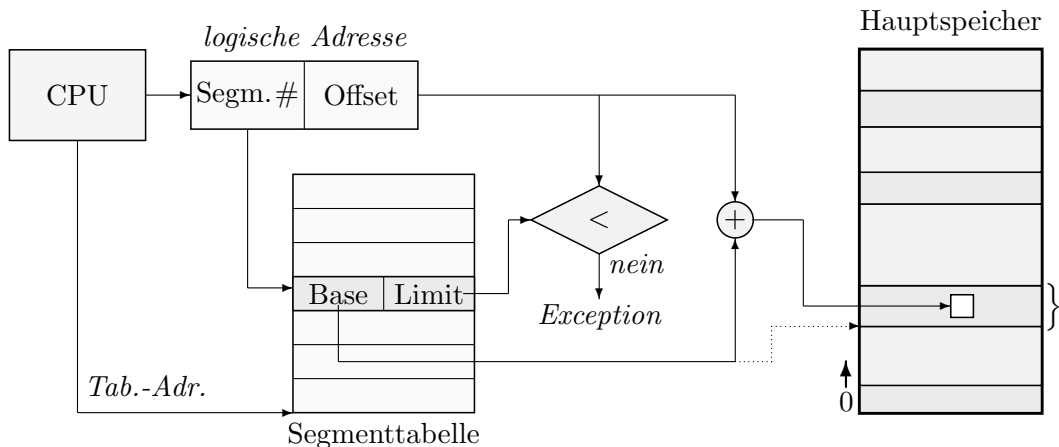 Hauptspeicher
logische Adresse
CPU
Segm. #
Offset
<
+
nein
Base
Limit
Exception
}
Tab.-Adr.
0
Segmenttabelle